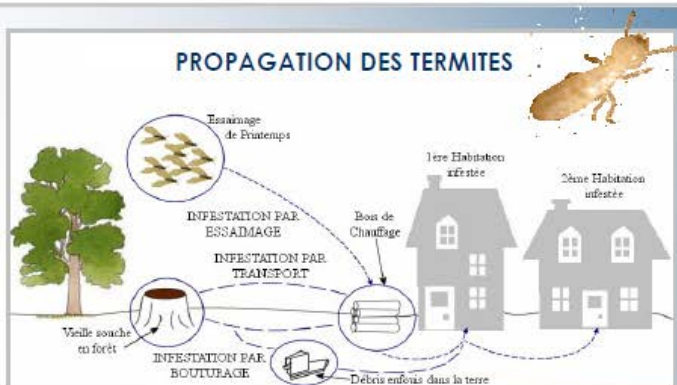 PROPAGATION DES TERMITES
Essaimage
de Printemps
1ère Habitation
infestée
2ème Habitation
infestée
INFESTATION PAR
ESSAIMAGE
Bois de
Chauffage
INFESTATION PAR
TRANSPORT
Vieille souche
en forêt
INFESTATION PAR
BOUTURAGE
Débris enfouis dans la terre